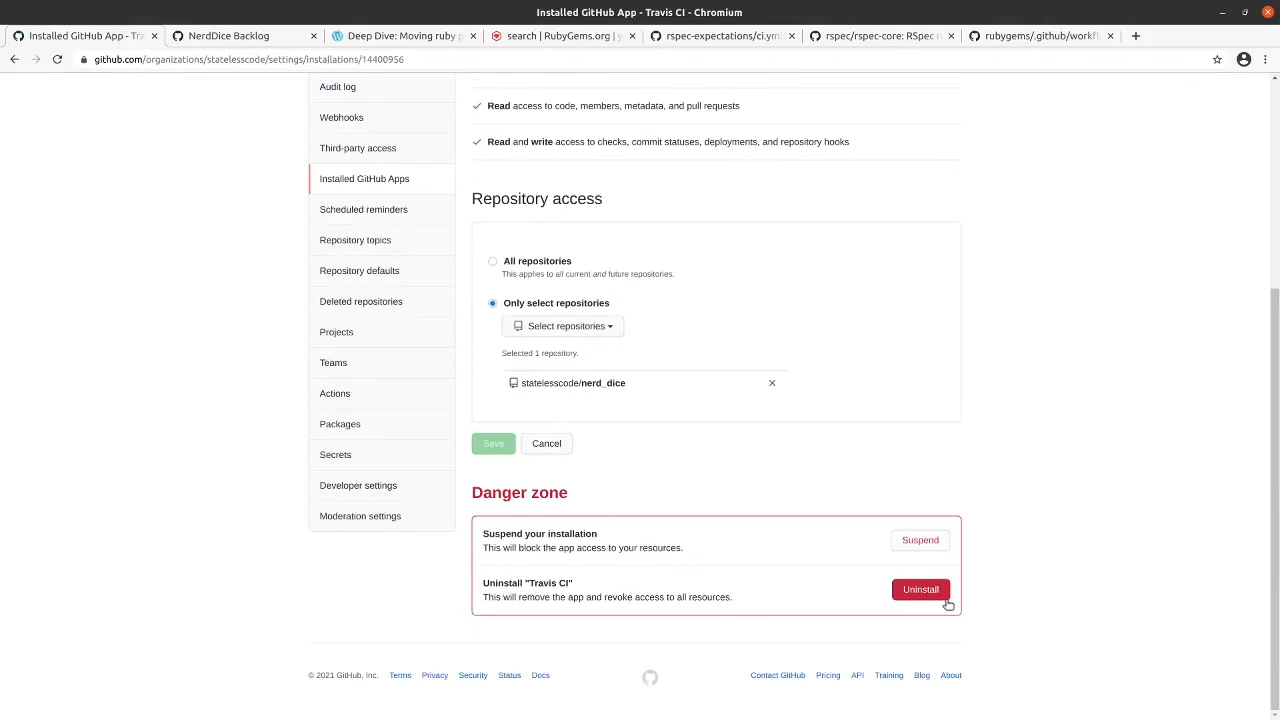 Installed GitHub App - Travis CI - Chromium
Installed GitHub App - Tra
NerdDice Backlog
Deep Dive: Moving ruby p
search | RubyGems.org | y
rspec-expectations/ci.yml
rspec/rspec-core: RSpec r
rubygems/.github/workfl
github.com/organizations/statelesscode/settings/installations/14400956
Audit log
Webhooks
Third-party access
Installed GitHub Apps
Scheduled reminders
Repository topics
Repository defaults
Deleted repositories
Projects
Teams
Actions
Packages
Secrets
Developer settings
Moderation settings
Read access to code, members, metadata, and pull requests
Read and write access to checks, commit statuses, deployments, and repository hooks
Repository access
All repositories
This applies to all current and future repositories.
Only select repositories
Select repositories
Selected 1 repository.
statelesscode/nerd_dice
Save Cancel
Danger zone
Suspend your installation
This will block the app access to your resources.
Suspend
Uninstall "Travis CI"
This will remove the app and revoke access to all resources.
Uninstall
© 2021 GitHub, Inc. Terms Privacy Security Status Docs Contact GitHub Pricing API Training Blog About